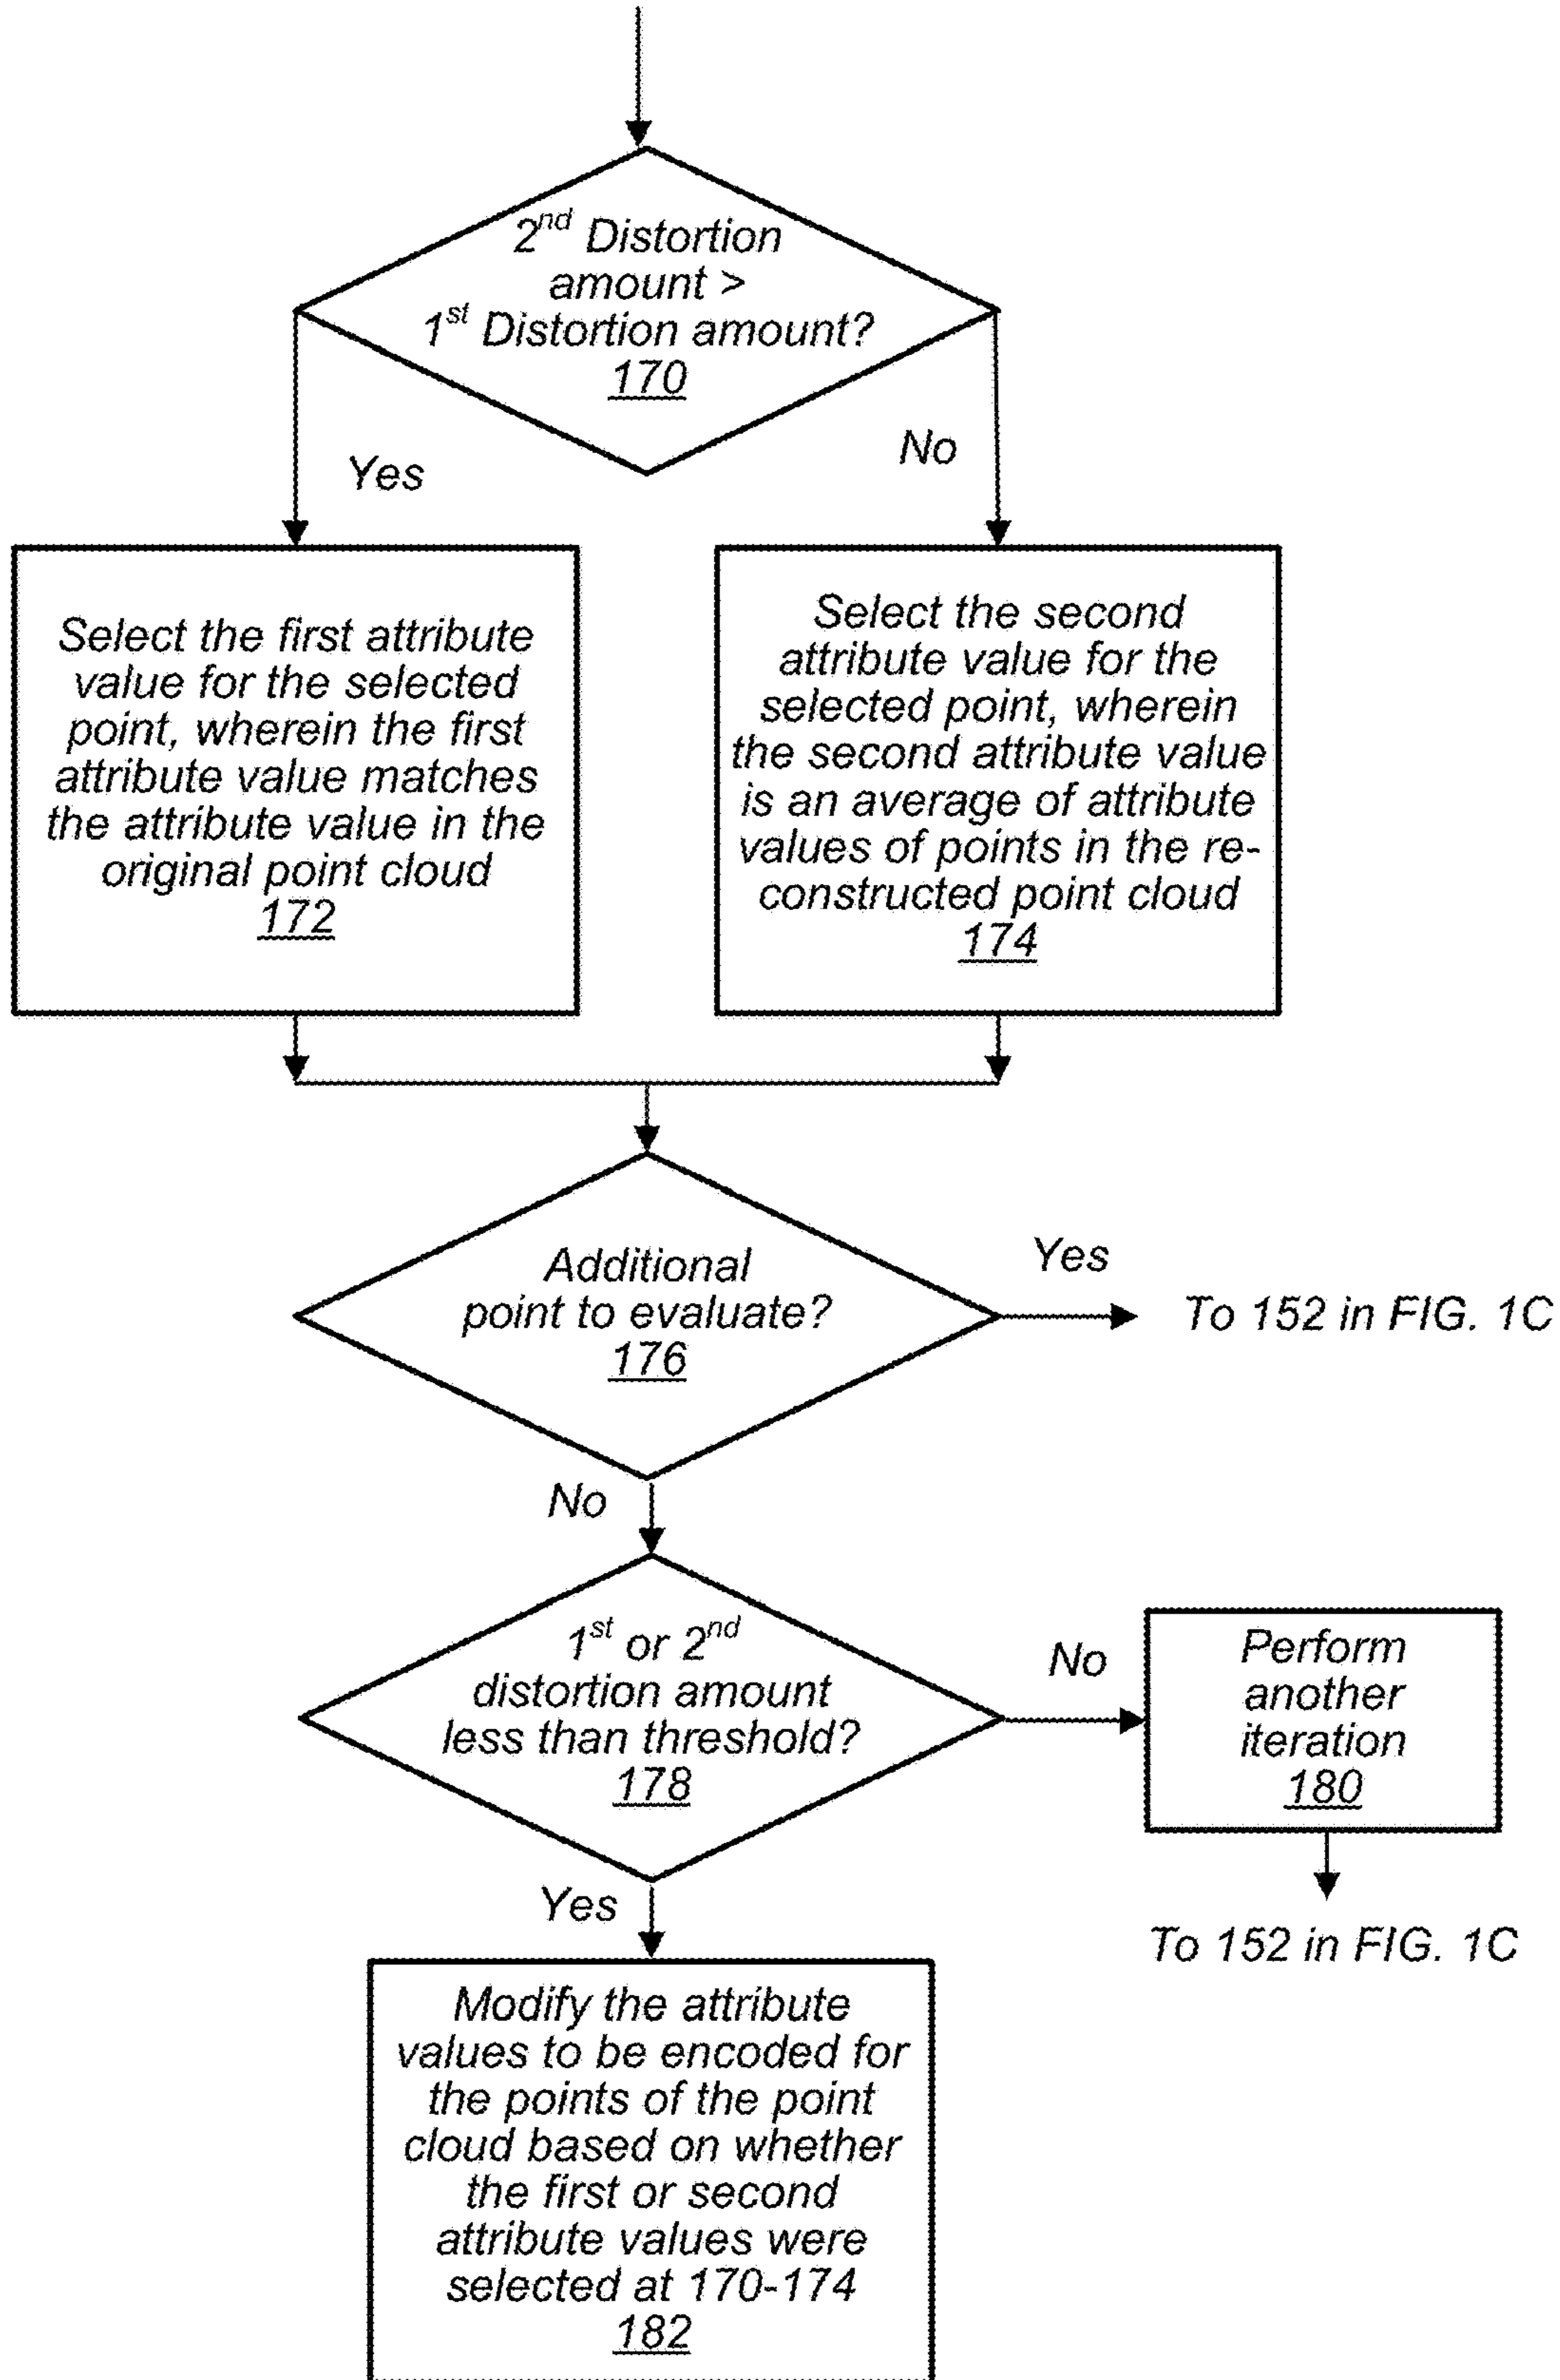 2nd Distortion
amount >
1st Distortion amount?
170
Yes
No
Select the first attribute
value for the selected
point, wherein the first
attribute value matches
the attribute value in the
original point cloud
172
Select the second
attribute value for the
selected point, wherein
the second attribute value
is an average of attribute
values of points in the re-
constructed point cloud
174
Additional
point to evaluate?
176
Yes
To 152 in FIG. 1C
No
1st or 2nd
distortion amount
less than threshold?
178
No
Perform
another
iteration
180
To 152 in FIG. 1C
Yes
Modify the attribute
values to be encoded for
the points of the point
cloud based on whether
the first or second
attribute values were
selected at 170-174
182